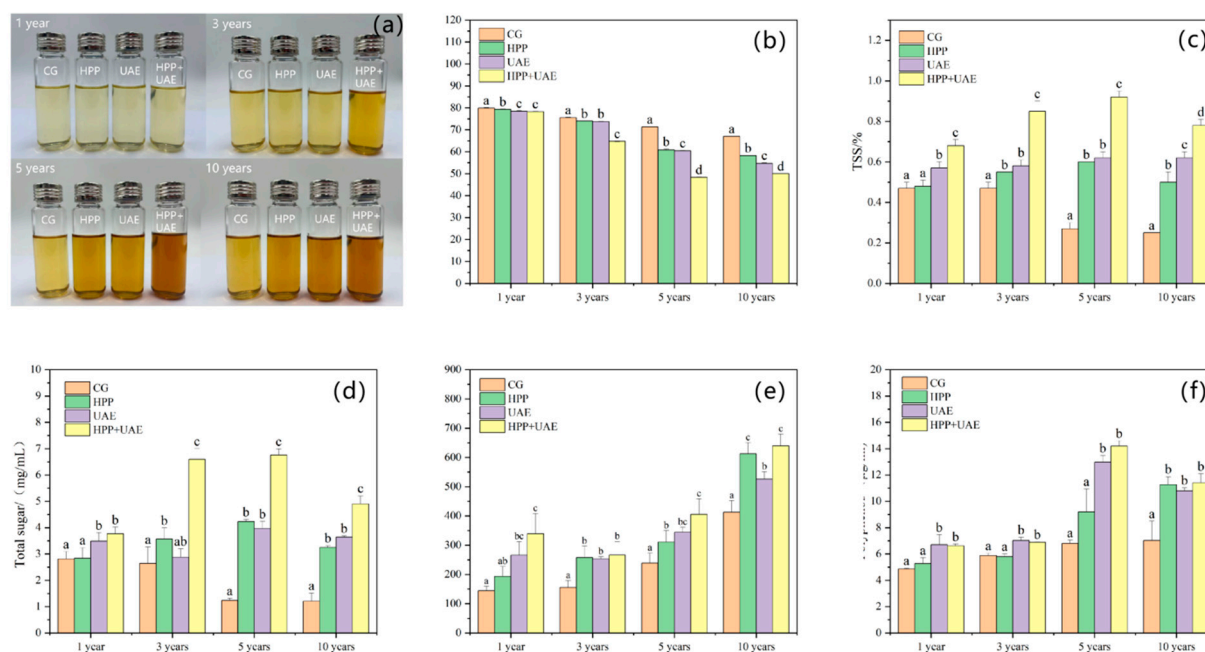 1 year
3 years
(a)
CG
HPP
UAE
HPP+
UAE
CG
HPP
UAE
HPP+
UAE
5 years
10 years
CG
HPP
UAE
HPP+
UAE
CG
HPP
UAE
HPP+
UAE
(b)
CG
HPP
UAE
HPP+UAE
120
110
100
90
80
70
60
50
40
30
20
10
0
a b c c
a b b c
a b b d
a b c d
1 year
3 years
5 years
10 years
(c)
CG
HPP
UAE
HPP+UAE
TSS/%
1.2
1.0
0.8
0.6
0.4
0.2
0.0
a a b c
a b b c
a b b c
a b c d
1 year
3 years
5 years
10 years
(d)
CG
HPP
UAE
HPP+UAE
Total sugar/（mg/mL）
10
9
8
7
6
5
4
3
2
1
0
a a b b
a a ab c
a b b c
a b b c
1 year
3 years
5 years
10 years
(e)
CG
HPP
UAE
HPP+UAE
900
800
700
600
500
400
300
200
100
0
a ab bc c
a b b b
a b bc c
a c b c
1 year
3 years
5 years
10 years
(f)
CG
HPP
UAE
HPP+UAE
20
18
16
14
12
10
8
6
4
2
0
a a b b
a a b a
a a b b
a b b b
1 year
3 years
5 years
10 years